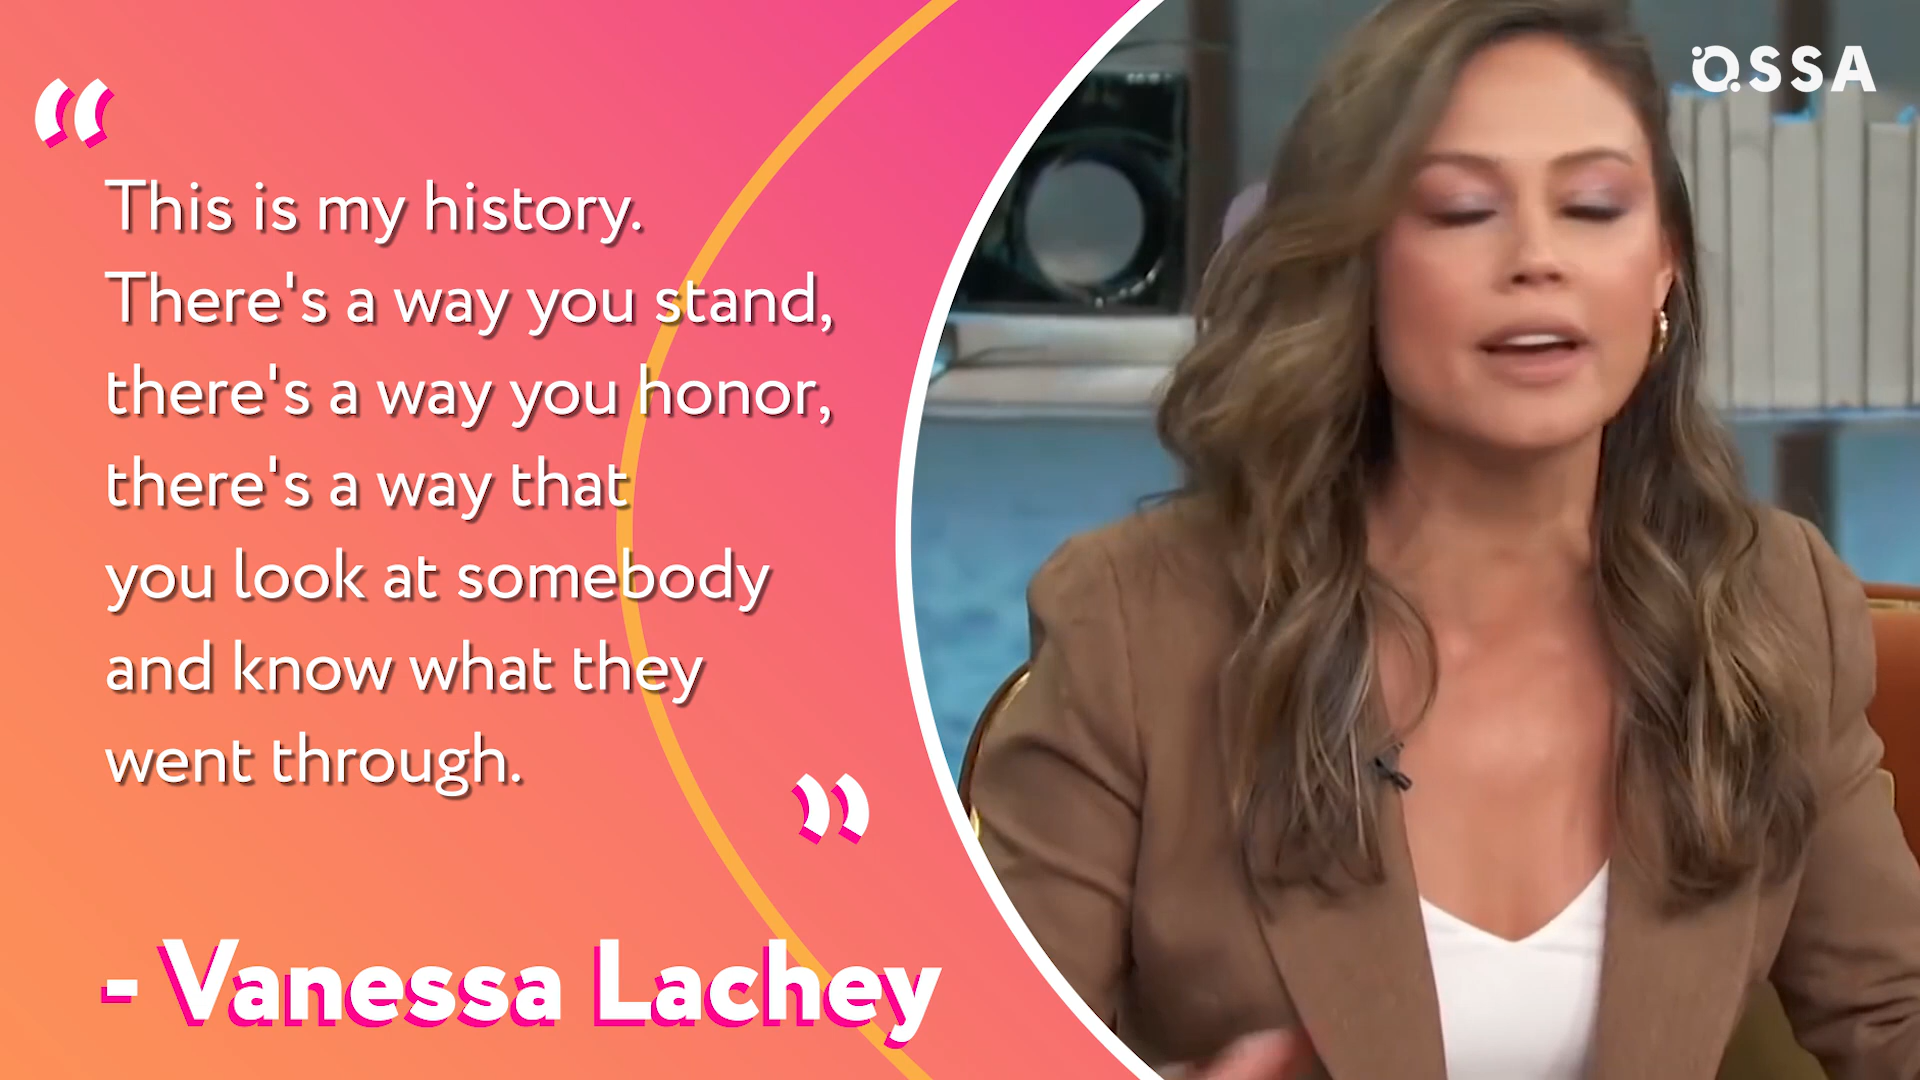 QSSA
“
This is my history.
There's a way you stand,
there's a way you honor,
there's a way that
you look at somebody
and know what they
went through.
”
- Vanessa Lachey